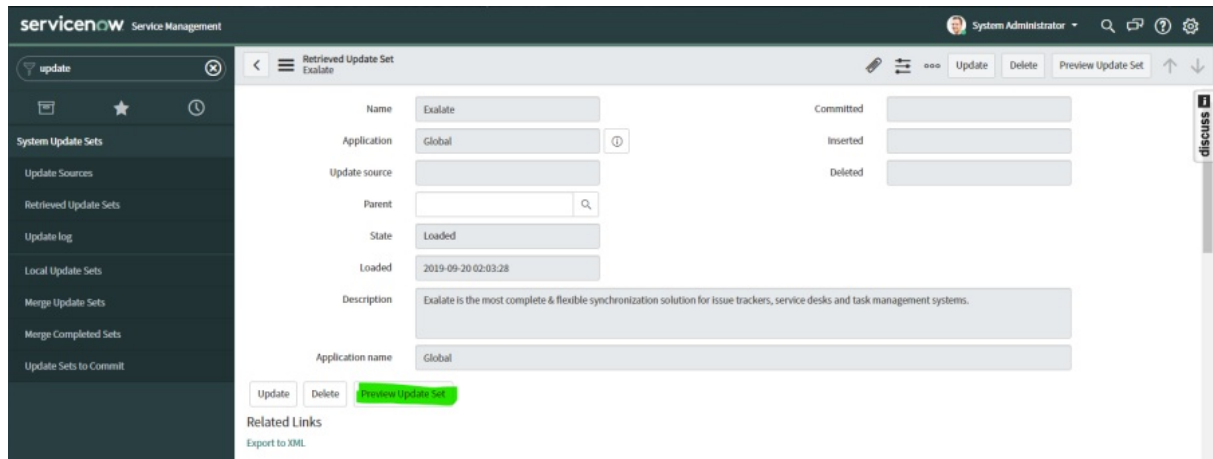 servicenow Service Management
System Administrator
update
System Update Sets
Update Sources
Retrieved Update Sets
Update log
Local Update Sets
Merge Update Sets
Merge Completed Sets
Update Sets to Commit
Retrieved Update Set
Exalate
Update Delete Preview Update Set
Name Exalate
Application Global
Update source
Parent
State Loaded
Loaded 2019-09-20 02:03:28
Description Exalate is the most complete & flexible synchronization solution for issue trackers, service desks and task management systems.
Application name Global
Committed
Inserted
Deleted
Update Delete Preview Update Set
Related Links
Export to XML
discuss